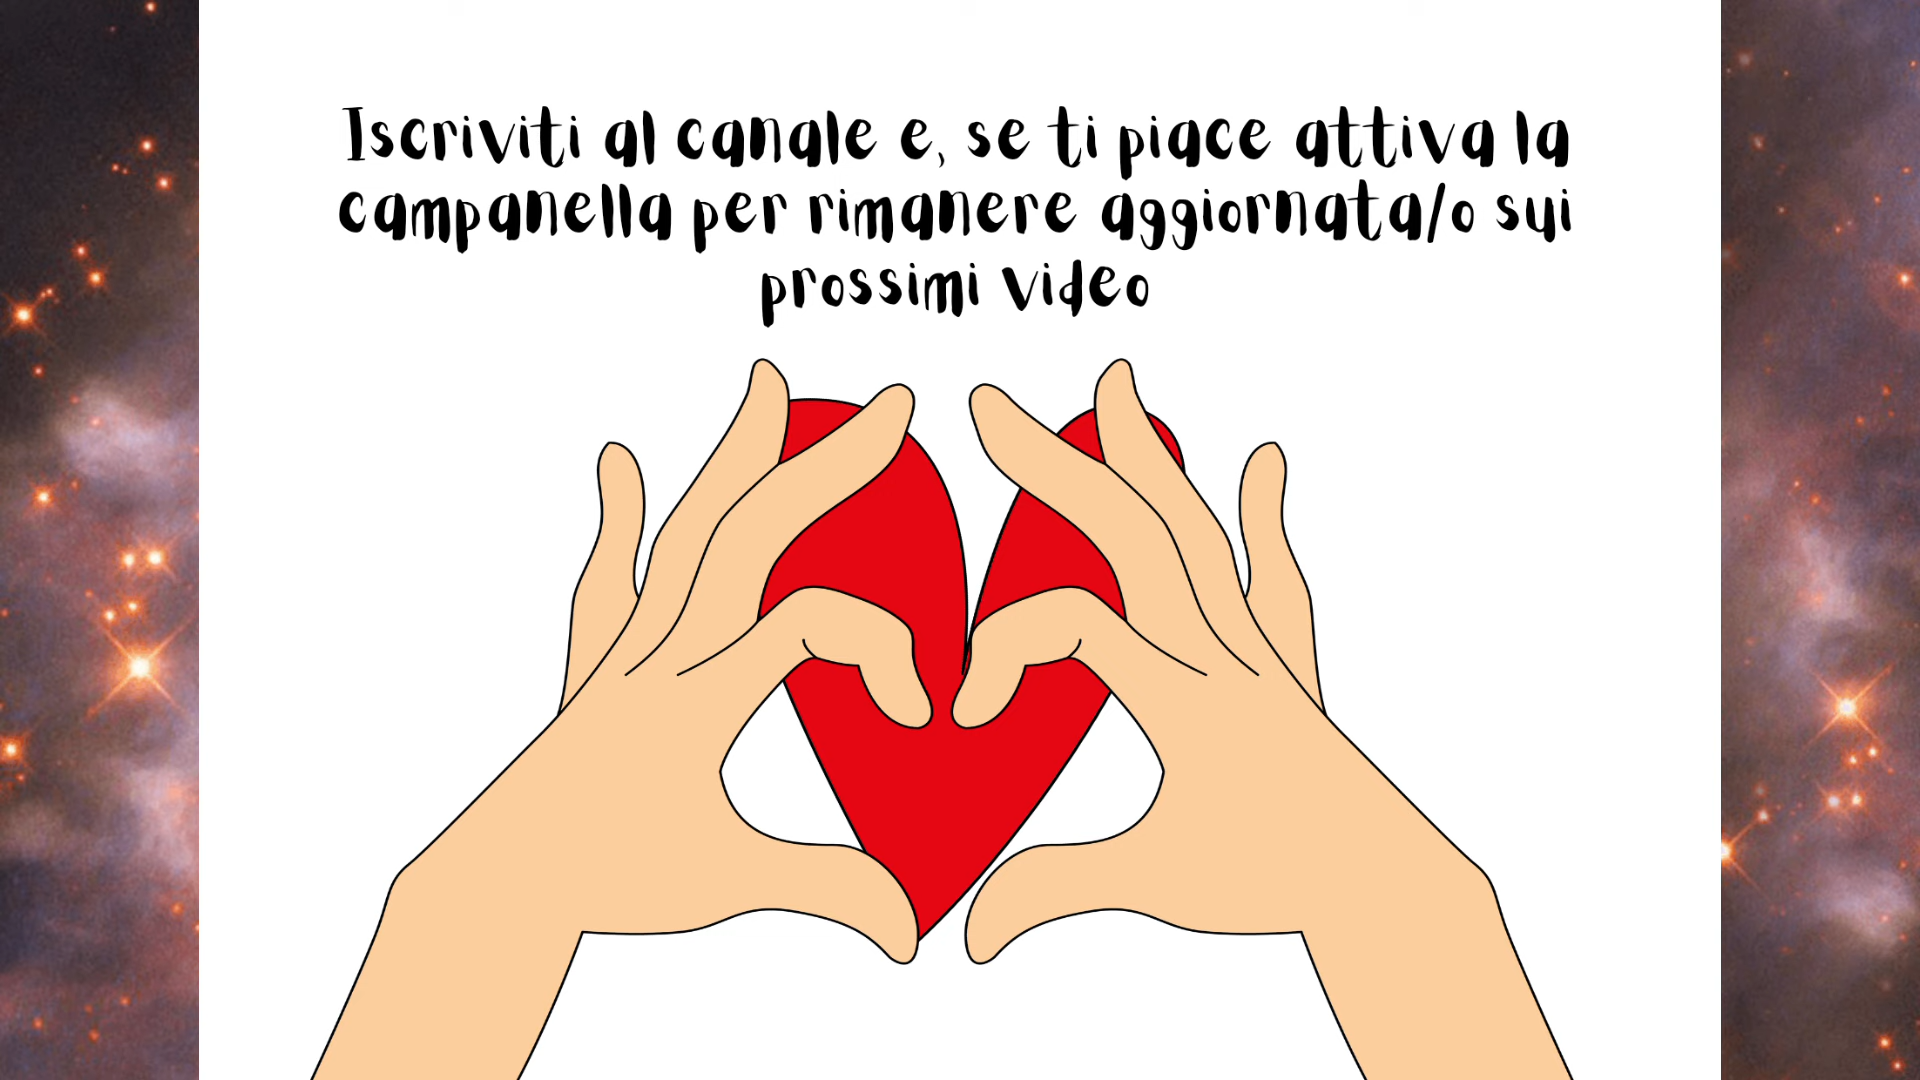 Iscriviti al canale e, se ti piace attiva la
campanella per rimanere aggiornata/o sui
prossimi video